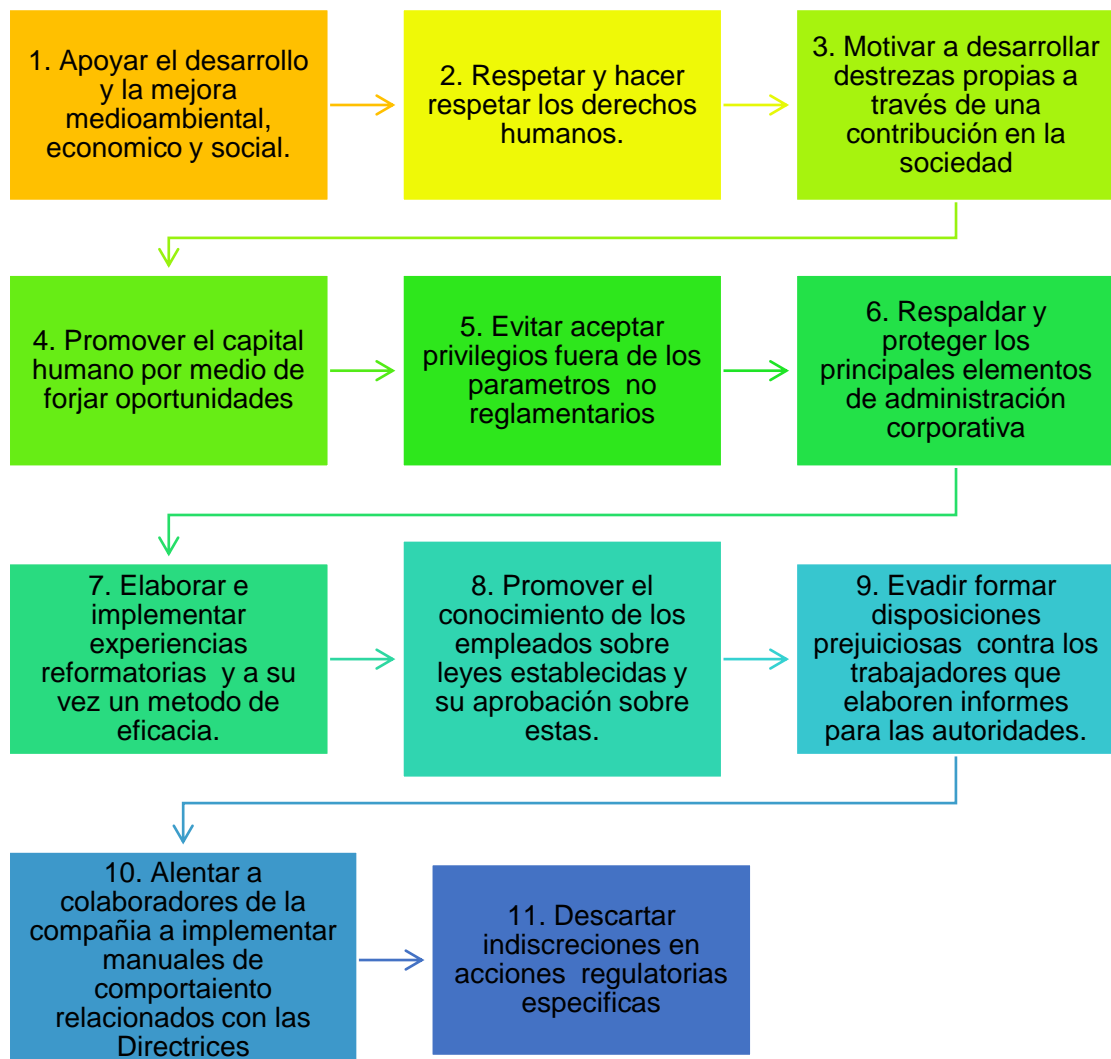 1. Apoyar el desarrollo
y la mejora
medioambiental,
economico y social.
2. Respetar y hacer
respetar los derechos
humanos.
3. Motivar a desarrollar
destrezas propias a
través de una
contribución en la
sociedad
4. Promover el capital
humano por medio de
forjar oportunidades
5. Evitar aceptar
privilegios fuera de los
parametros no
reglamentarios
6. Respaldar y
proteger los
principales elementos
de administración
corporativa
7. Elaborar e
implementar
experiencias
reformatorias y a su
vez un metodo de
eficacia.
8. Promover el
conocimiento de los
empleados sobre
leyes establecidas y
su aprobación sobre
estas.
9. Evadir formar
disposiciones
prejuiciosas contra los
trabajadores que
elaboren informes
para las autoridades.
10. Alentar a
colaboradores de la
compañia a implementar
manuales de
comportaiento
relacionados con las
Directrices
11. Descartar
indiscreciones en
acciones regulatorias
especificas